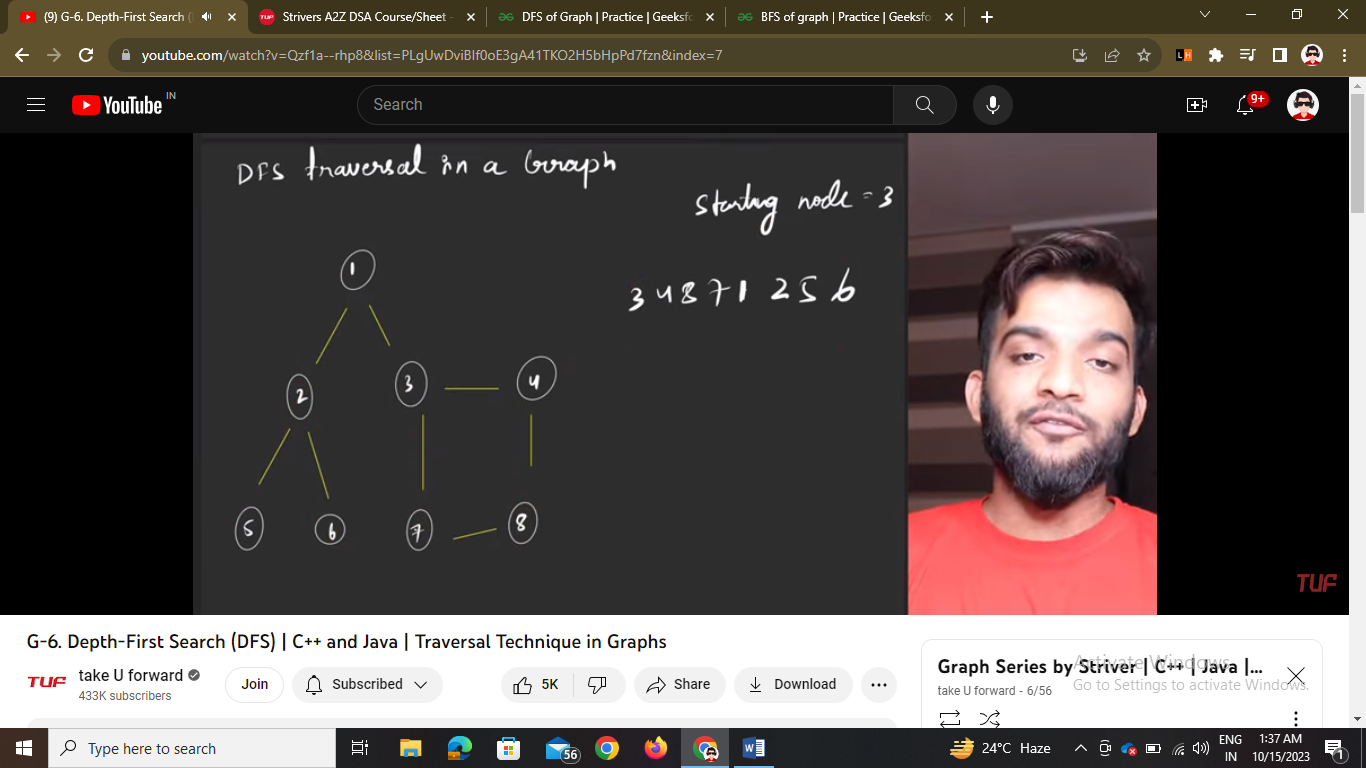 (9) G-6. Depth-First Search (
Strivers A2Z DSA Course/Sheet -
DFS of Graph | Practice | Geeksfo
BFS of graph | Practice | Geeksfo
youtube.com/watch?v=Qzf1a--rhp8&list=PLgUwDviBIf0oE3gA41TKO2H5bHpPd7fzn&index=7
YouTube IN
Search
9+
DFS traversal in a Graph
Starting node = 3
3 4 8 7 1 2 5 6
1
2 3 4
5 6 7 8
TUF
G-6. Depth-First Search (DFS) | C++ and Java | Traversal Technique in Graphs
TUF
take U forward
433K subscribers
Join
Subscribed
5K
Share
Download
Graph Series by Striver | C++ | Java |...
take U forward - 6/56
Activate Windows
Go to Settings to activate Windows.
Type here to search
56
24°C Haze
ENG
IN
1:37 AM
10/15/2023
1